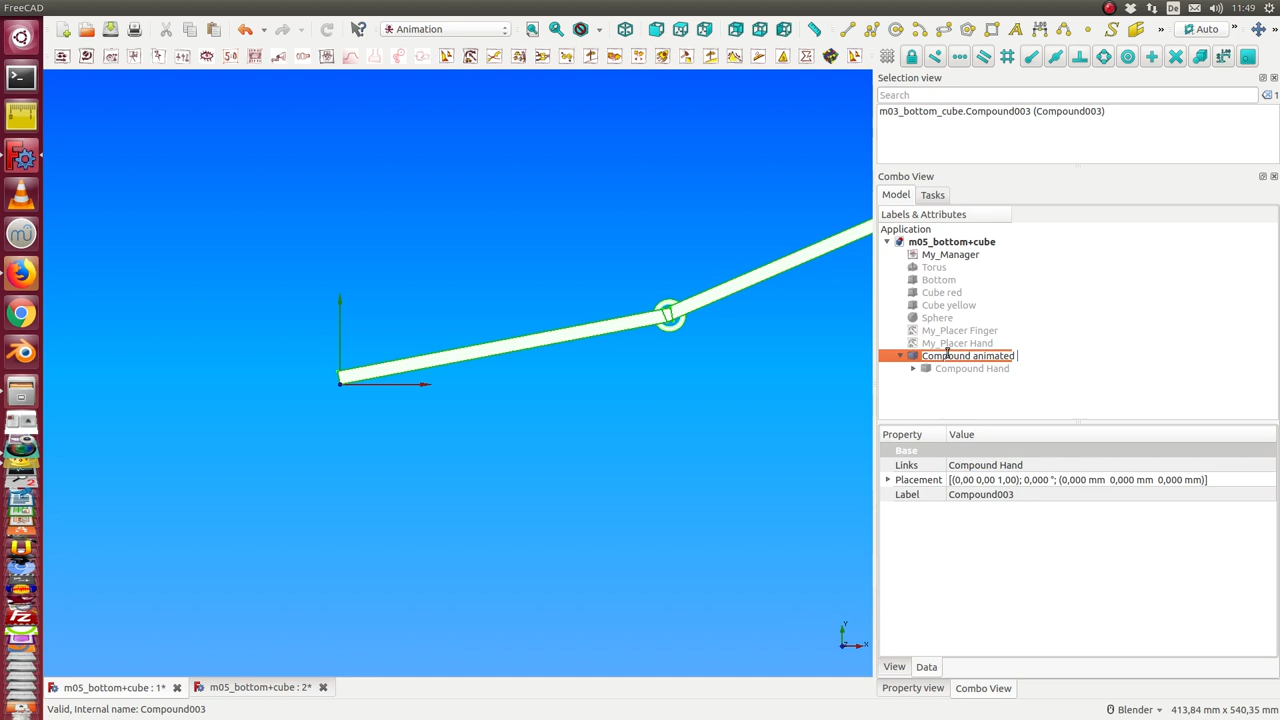 FreeCAD
De
11:49
Animation
»
Auto
»
Selection view
Search
1
m03_bottom_cube.Compound003 (Compound003)
Combo View
Model Tasks
Labels & Attributes
Application
m05_bottom+cube
My_Manager
Torus
Bottom
Cube red
Cube yellow
Sphere
My_Placer Finger
My_Placer Hand
Compound animated
Compound Hand
Property Value
Base
Links Compound Hand
Placement [(0,00 0,00 1,00); 0,000 °; (0,000 mm 0,000 mm 0,000 mm)]
Label Compound003
Y
Z X
View Data
m05_bottom+cube : 1*
m05_bottom+cube : 2*
Property view Combo View
Valid, Internal name: Compound003
Blender
413,84 mm x 540,35 mm